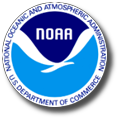 NATIONAL OCEANIC AND ATMOSPHERIC ADMINISTRATION
NOAA
U.S. DEPARTMENT OF COMMERCE